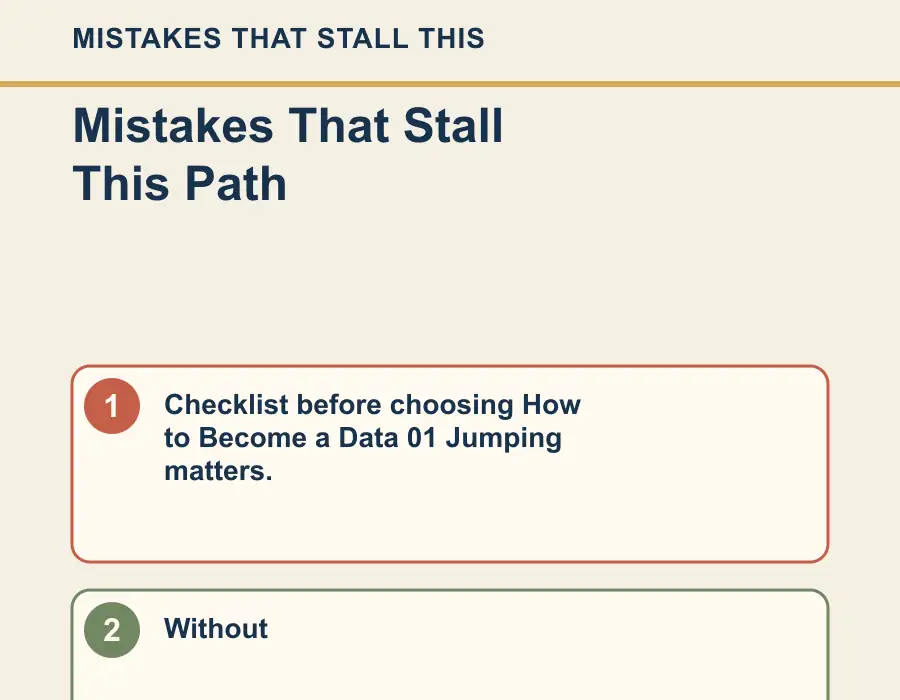 MISTAKES THAT STALL THIS
Mistakes That Stall
This Path
1
Checklist before choosing How
to Become a Data 01 Jumping
matters.
2
Without